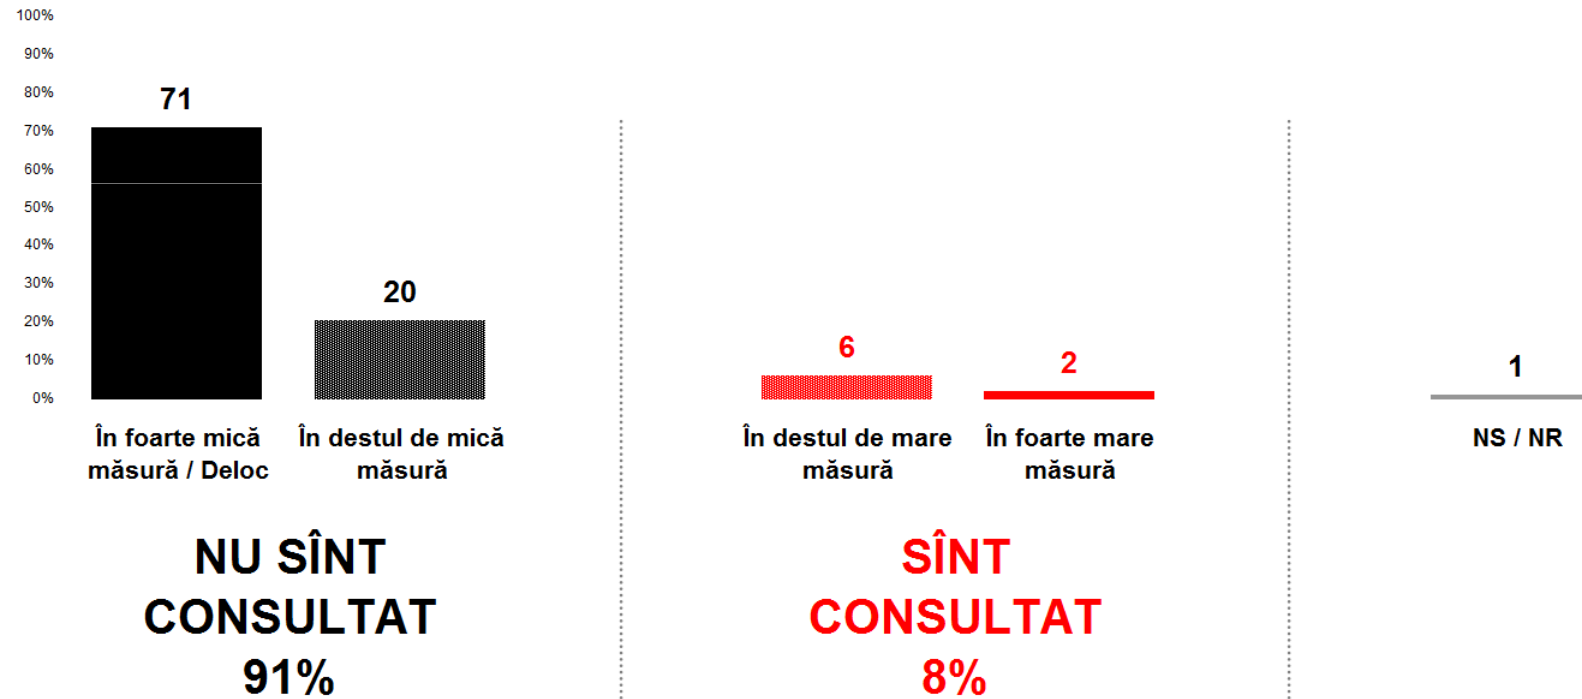 100%
90%
80%
70%
60%
50%
40%
30%
20%
10%
0%
71
20
6
2
1
În foarte mică
măsură / Deloc
În destul de mică
măsură
În destul de mare
măsură
În foarte mare
măsură
NS / NR
NU SÎNT
CONSULTAT
91%
SÎNT
CONSULTAT
8%